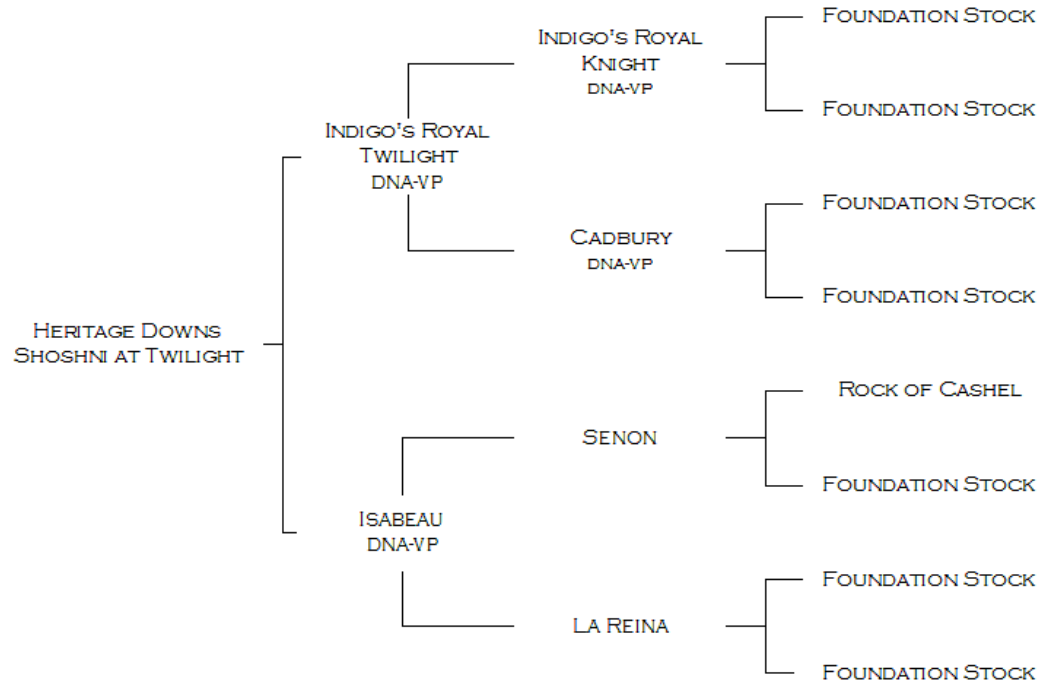 Foundation Stock
Indigo's Royal
Knight
DNA-VP
Foundation Stock
Indigo's Royal
Twilight
DNA-VP
Foundation Stock
Cadbury
DNA-VP
Foundation Stock
Heritage Downs
Shoshni at Twilight
Rock of Cashel
Senon
Foundation Stock
Isabeau
DNA-VP
Foundation Stock
La Reina
Foundation Stock